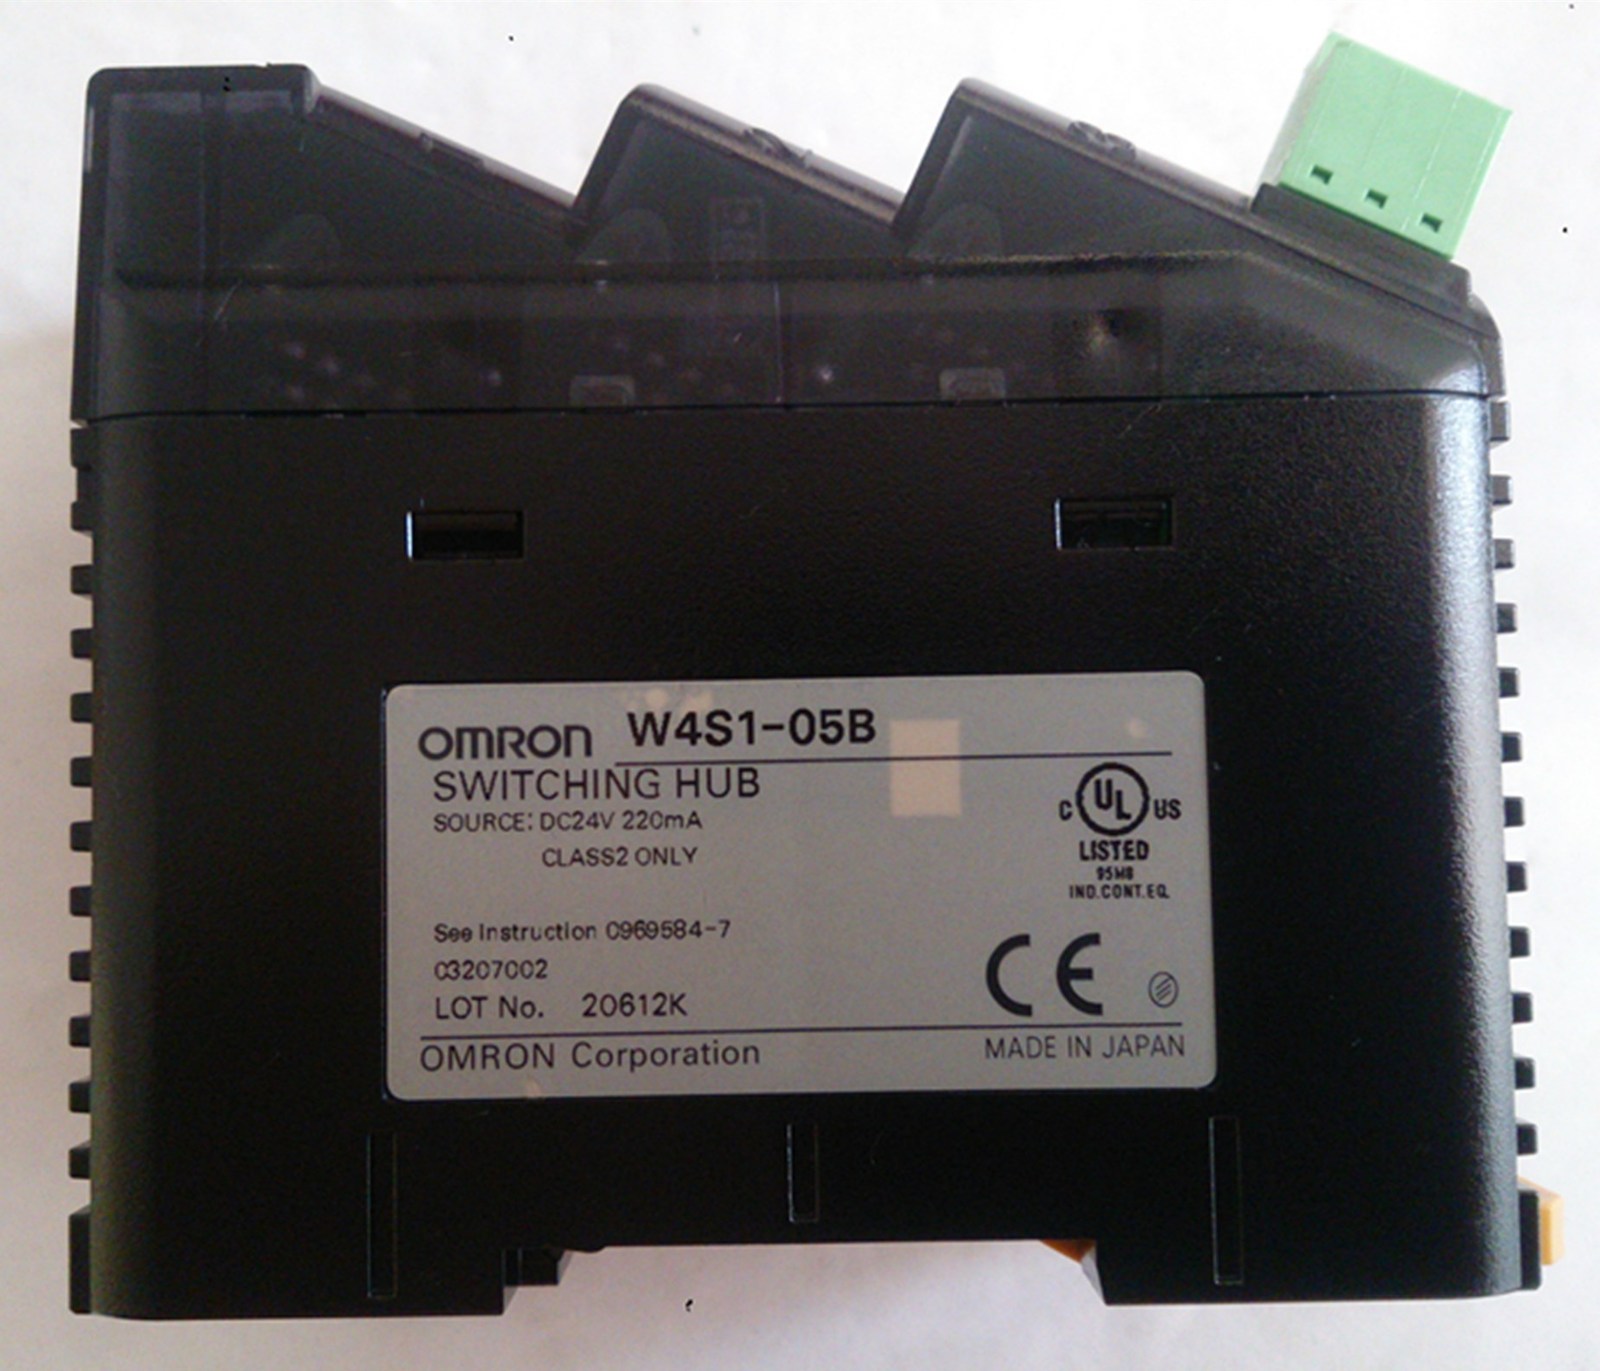 OMRON W4S1-05B
SWITCHING HUB
SOURCE: DC24V 220mA
CLASS2 ONLY
C UL US
LISTED
95M8
IND.CONT.EQ.
See Instruction 0969584-7
03207002
LOT No. 20612K
CE
OMRON Corporation
MADE IN JAPAN